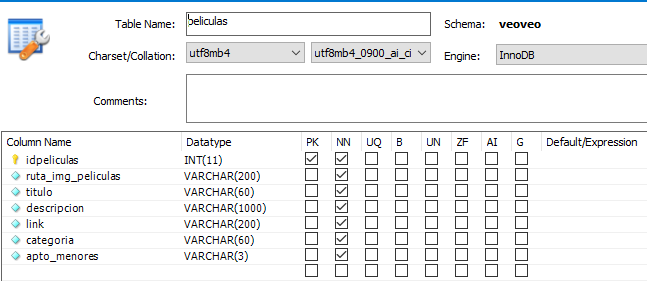 Table Name: peliculas Schema: veoveo
Charset/Collation: utf8mb4 utf8mb4_0900_ai_ci Engine: InnoDB
Comments:
Column Name Datatype PK NN UQ B UN ZF AI G Default/Expression
idpeliculas INT(11)
ruta_img_peliculas VARCHAR(200)
titulo VARCHAR(60)
descripcion VARCHAR(1000)
link VARCHAR(200)
categoria VARCHAR(60)
apto_menores VARCHAR(3)